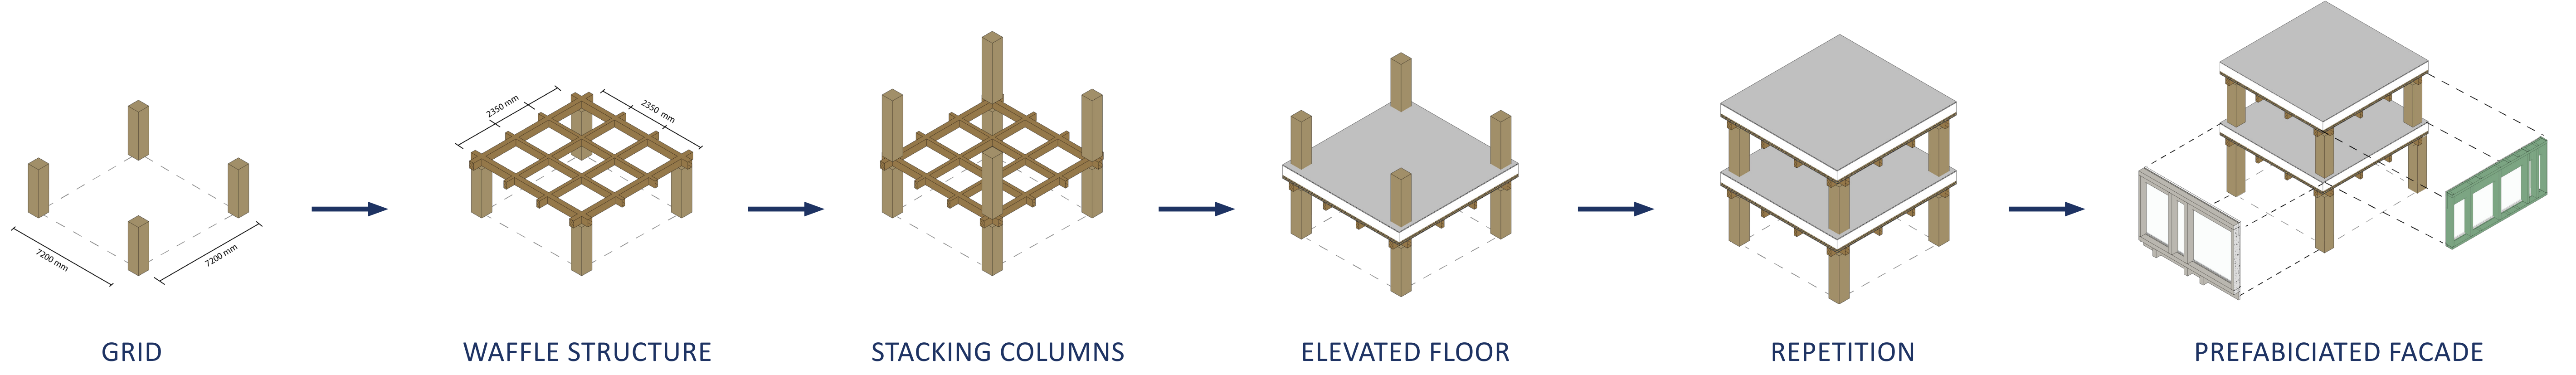 2350 mm
2350 mm
7200 mm
7200 mm
GRID
WAFFLE STRUCTURE
STACKING COLUMNS
ELEVATED FLOOR
REPETITION
PREFABICIATED FACADE